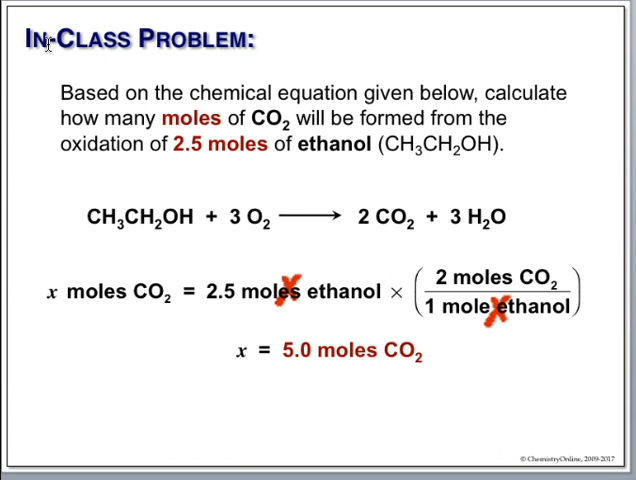 IN-CLASS PROBLEM:
Based on the chemical equation given below, calculate
how many moles of CO₂ will be formed from the
oxidation of 2.5 moles of ethanol (CH₃CH₂OH).
CH₃CH₂OH + 3 O₂ ⟶ 2 CO₂ + 3 H₂O
x moles CO₂ = 2.5 moles ethanol × (2 moles CO₂ / 1 mole ethanol)
x = 5.0 moles CO₂
© ChemistryOnline, 2009-2017